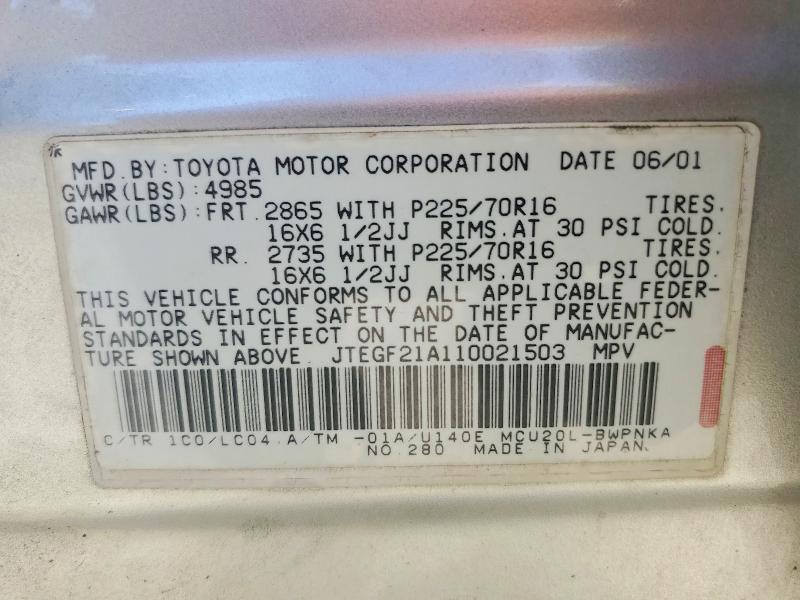 MFD. BY: TOYOTA MOTOR CORPORATION DATE 06/01
GVWR(LBS): 4985
GAWR(LBS): FRT. 2865 WITH P225/70R16 TIRES.
16X6 1/2JJ RIMS. AT 30 PSI COLD.
RR. 2735 WITH P225/70R16 TIRES.
16X6 1/2JJ RIMS. AT 30 PSI COLD.
THIS VEHICLE CONFORMS TO ALL APPLICABLE FEDER-
AL MOTOR VEHICLE SAFETY AND THEFT PREVENTION
STANDARDS IN EFFECT ON THE DATE OF MANUFAC-
TURE SHOWN ABOVE. JTEGF21A110021503 MPV
C/TR 1C0/LC04 A/TM -01A/U140E MCU20L-BWPNKA
NO.280 MADE IN JAPAN.